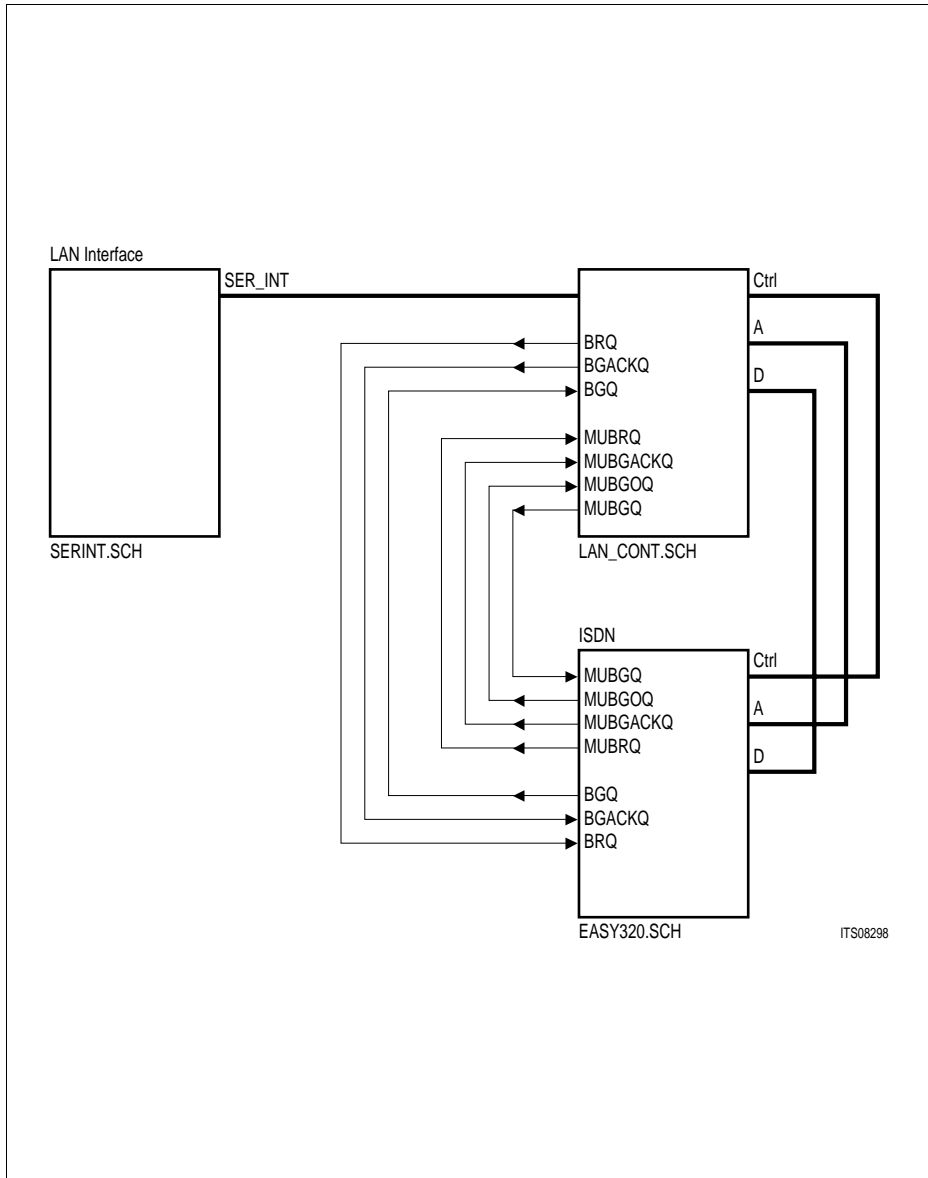 LAN Interface
SER_INT
SERINT.SCH
Ctrl
A
D
BRQ
BGACKQ
BGQ
MUBRQ
MUBGACKQ
MUBGOQ
MUBGQ
LAN_CONT.SCH
ISDN
Ctrl
A
D
MUBGQ
MUBGOQ
MUBGACKQ
MUBRQ
BGQ
BGACKQ
BRQ
EASY320.SCH
ITS08298